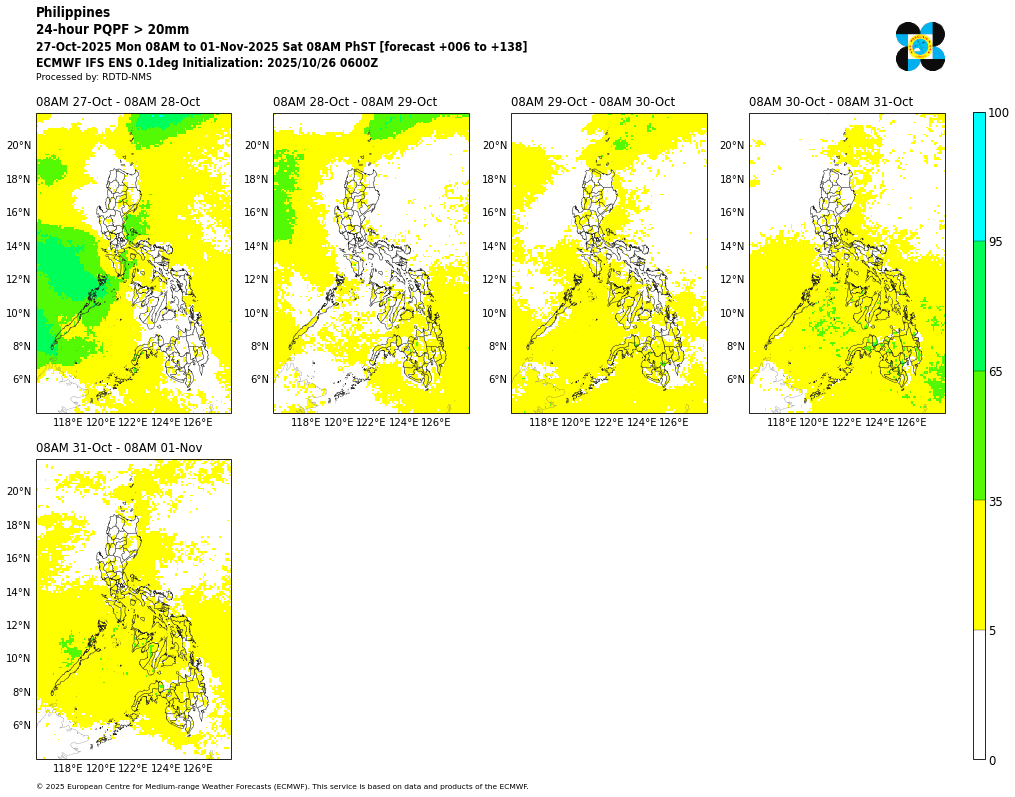 Philippines
24-hour PQPF > 20mm
27-Oct-2025 Mon 08AM to 01-Nov-2025 Sat 08AM PhST [forecast +006 to +138]
ECMWF IFS ENS 0.1deg Initialization: 2025/10/26 0600Z
Processed by: RDTD-NMS
08AM 27-Oct - 08AM 28-Oct
20°N
18°N
16°N
14°N
12°N
10°N
8°N
6°N
118°E 120°E 122°E 124°E 126°E
08AM 28-Oct - 08AM 29-Oct
20°N
18°N
16°N
14°N
12°N
10°N
8°N
6°N
118°E 120°E 122°E 124°E 126°E
08AM 29-Oct - 08AM 30-Oct
20°N
18°N
16°N
14°N
12°N
10°N
8°N
6°N
118°E 120°E 122°E 124°E 126°E
08AM 30-Oct - 08AM 31-Oct
20°N
18°N
16°N
14°N
12°N
10°N
8°N
6°N
118°E 120°E 122°E 124°E 126°E
100
95
65
35
5
0
08AM 31-Oct - 08AM 01-Nov
20°N
18°N
16°N
14°N
12°N
10°N
8°N
6°N
118°E 120°E 122°E 124°E 126°E
© 2025 European Centre for Medium-range Weather Forecasts (ECMWF). This service is based on data and products of the ECMWF.